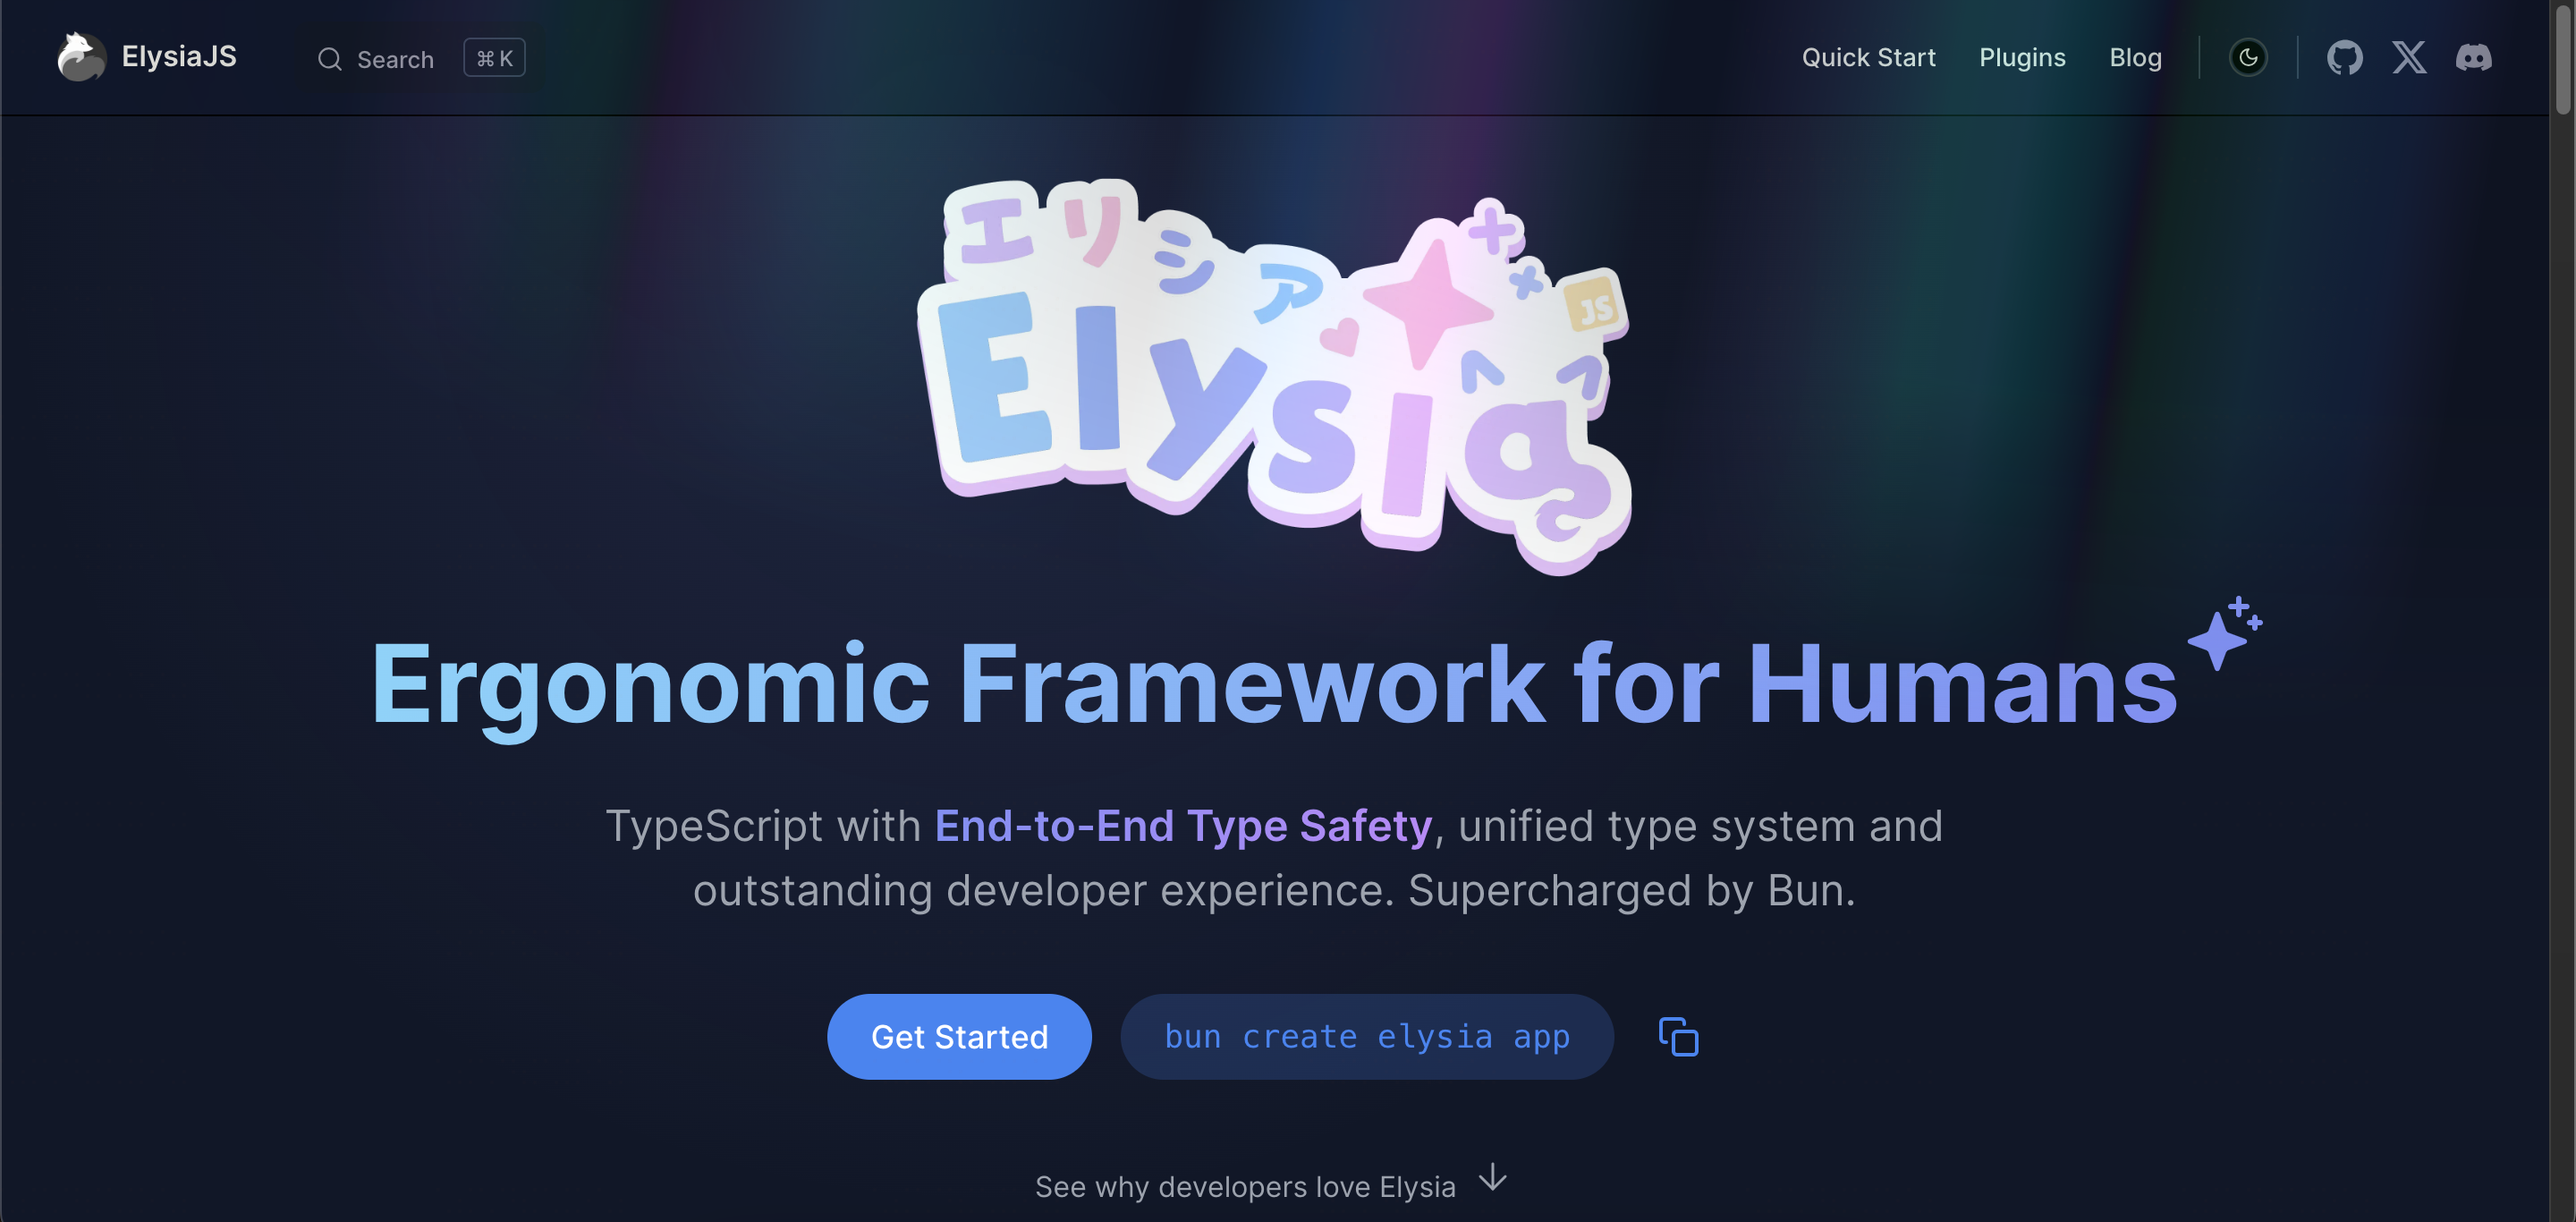 ElysiaJS
Search
⌘ K
Quick Start
Plugins
Blog
エリシア
JS
Elysia
Ergonomic Framework for Humans
TypeScript with End-to-End Type Safety, unified type system and
outstanding developer experience. Supercharged by Bun.
Get Started
bun create elysia app
See why developers love Elysia